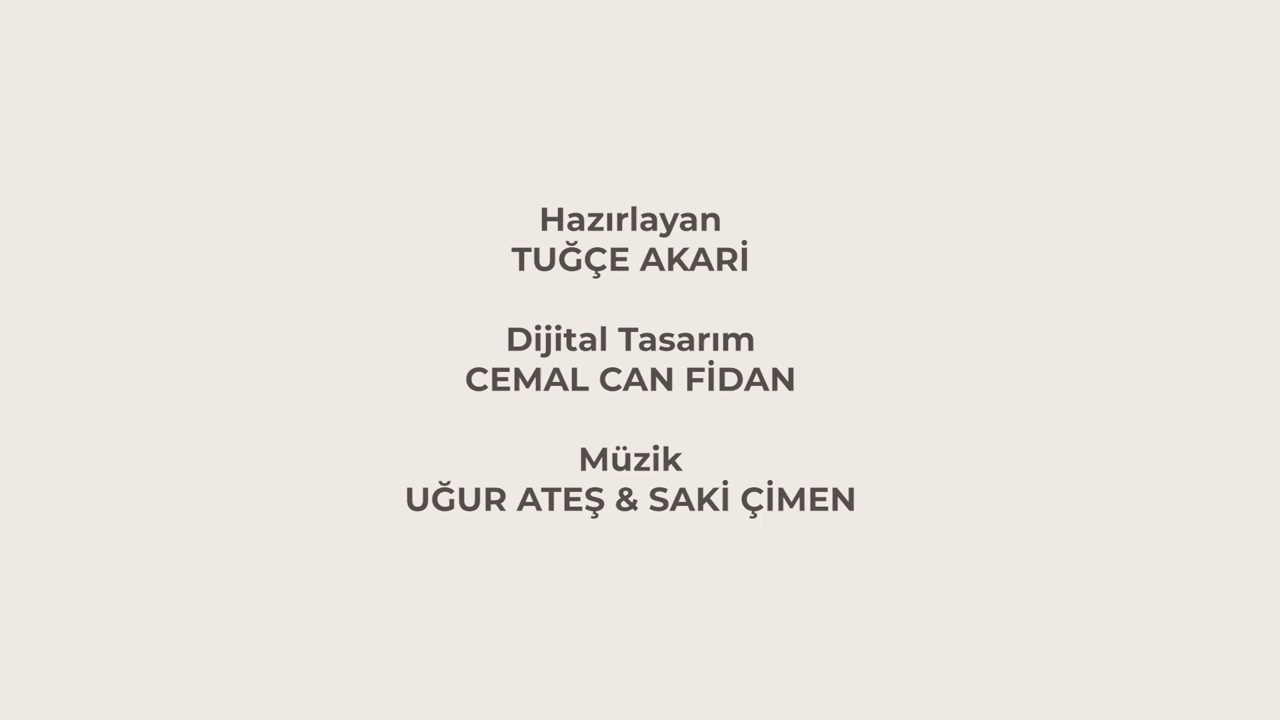 Hazırlayan
TUĞÇE AKARİ
Dijital Tasarım
CEMAL CAN FİDAN
Müzik
UĞUR ATEŞ & SAKİ ÇİMEN